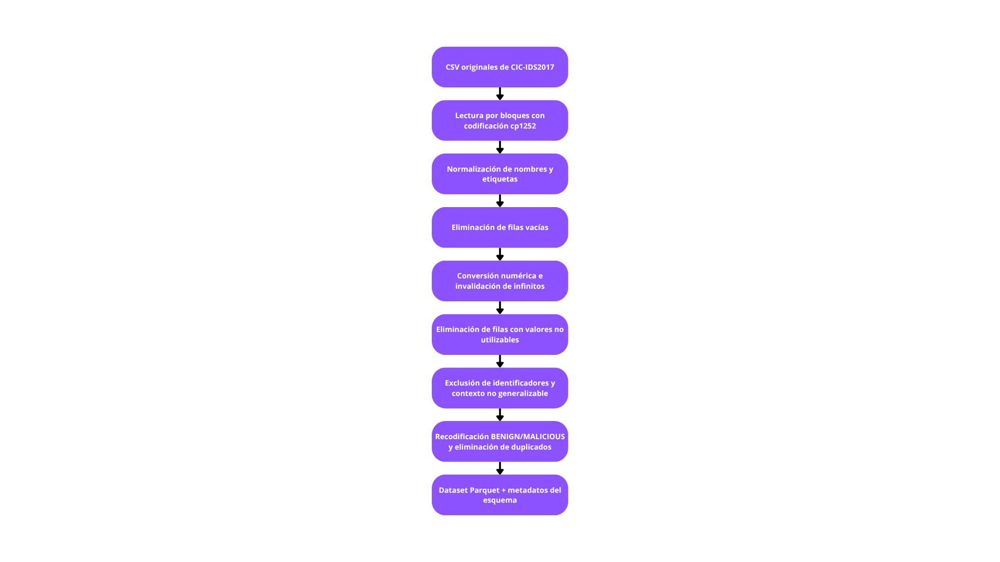 CSV originales de CIC-IDS2017
Lectura por bloques con
codificación cp1252
Normalización de nombres y
etiquetas
Eliminación de filas vacías
Conversión numérica e
invalidación de infinitos
Eliminación de filas con valores no
utilizables
Exclusión de identificadores y
contexto no generalizable
Recodificación BENIGN/MALICIOUS
y eliminación de duplicados
Dataset Parquet + metadatos del
esquema